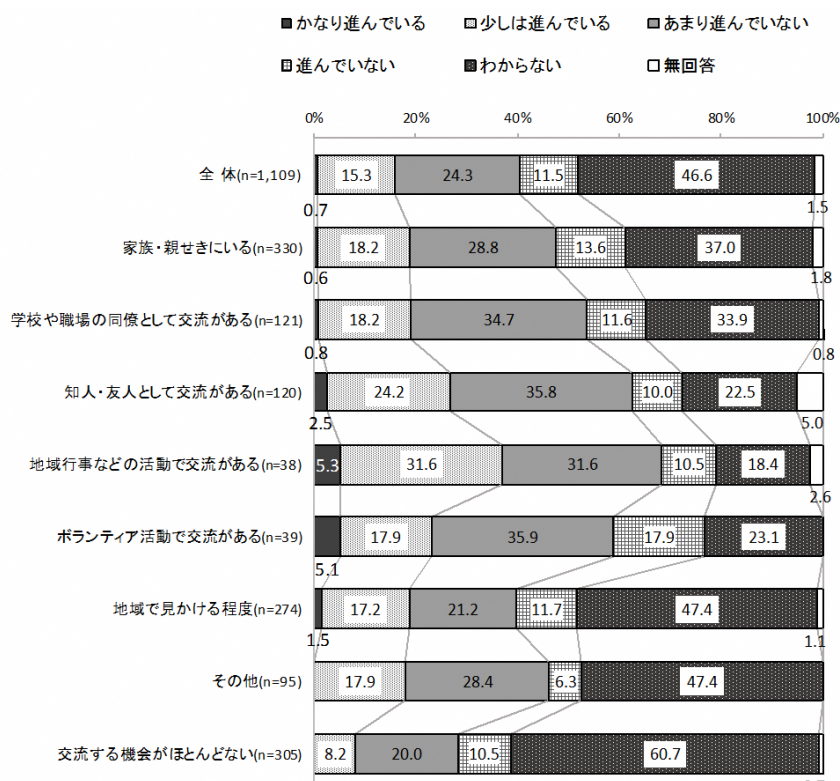 かなり進んでいる 少しは進んでいる あまり進んでいない
進んでいない わからない 無回答
0% 20% 40% 60% 80% 100%
全 体(n=1,109) 15.3 24.3 11.5 46.6
0.7 1.5
家族・親せきにいる(n=330) 18.2 28.8 13.6 37.0
0.6 1.8
学校や職場の同僚として交流がある(n=121) 18.2 34.7 11.6 33.9
0.8 0.8
知人・友人として交流がある(n=120) 24.2 35.8 10.0 22.5
2.5 5.0
地域行事などの活動で交流がある(n=38) 5.3 31.6 31.6 10.5 18.4
2.6
ボランティア活動で交流がある(n=39) 17.9 35.9 17.9 23.1
5.1
地域で見かける程度(n=274) 17.2 21.2 11.7 47.4
1.5 1.1
その他(n=95) 17.9 28.4 6.3 47.4
交流する機会がほとんどない(n=305) 8.2 20.0 10.5 60.7